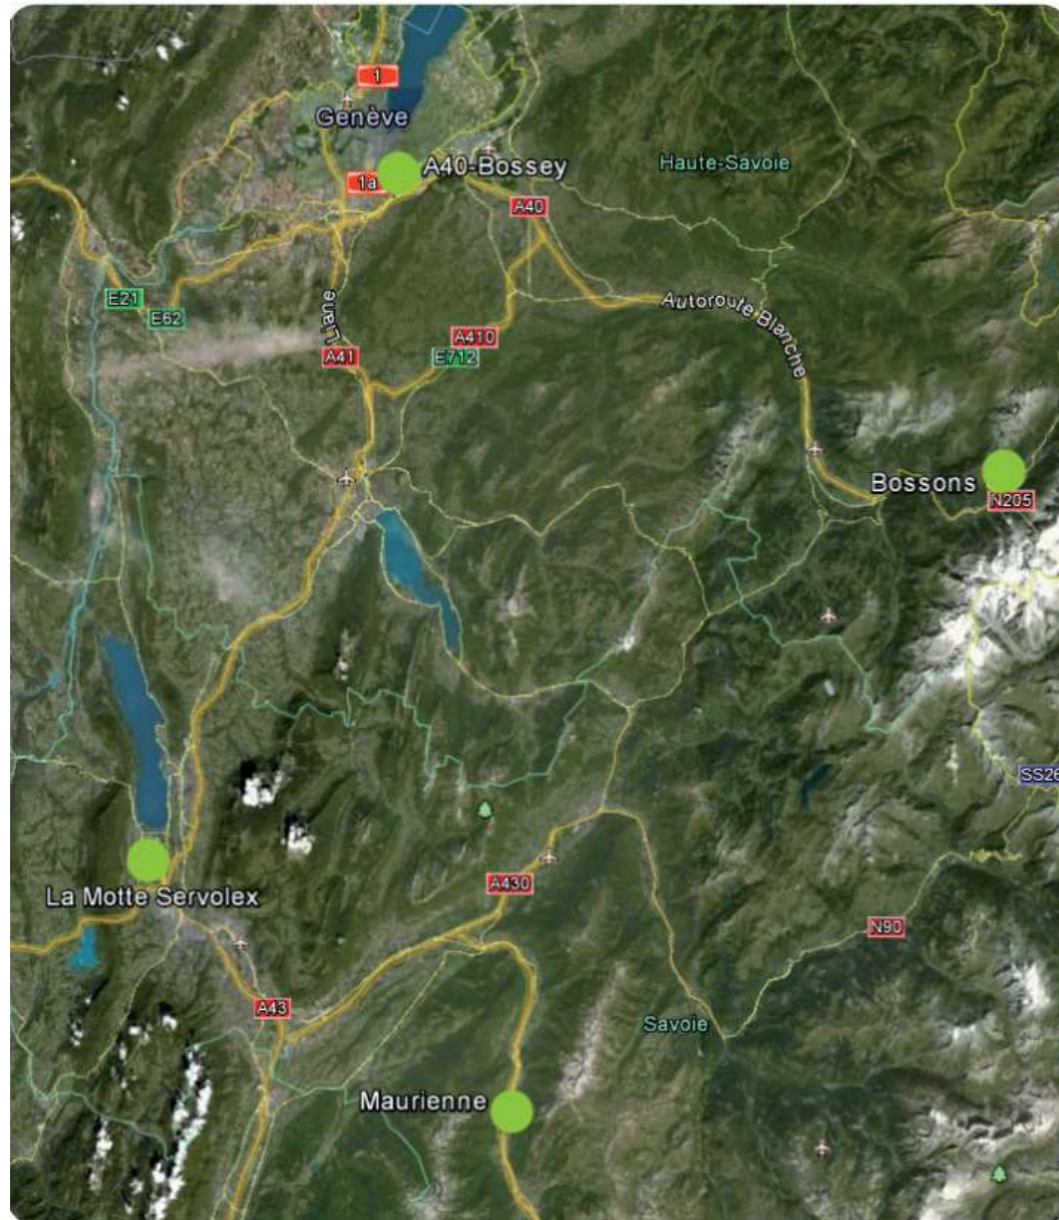 1
Genève
A40-Bossey
Haute-Savoie
1a
A40
E21
E62
Liane
Autoroute Blanche
A410
A41
E712
Bossons
N205
SS26
La Motte Servolex
A430
N90
A43
Savoie
Maurienne